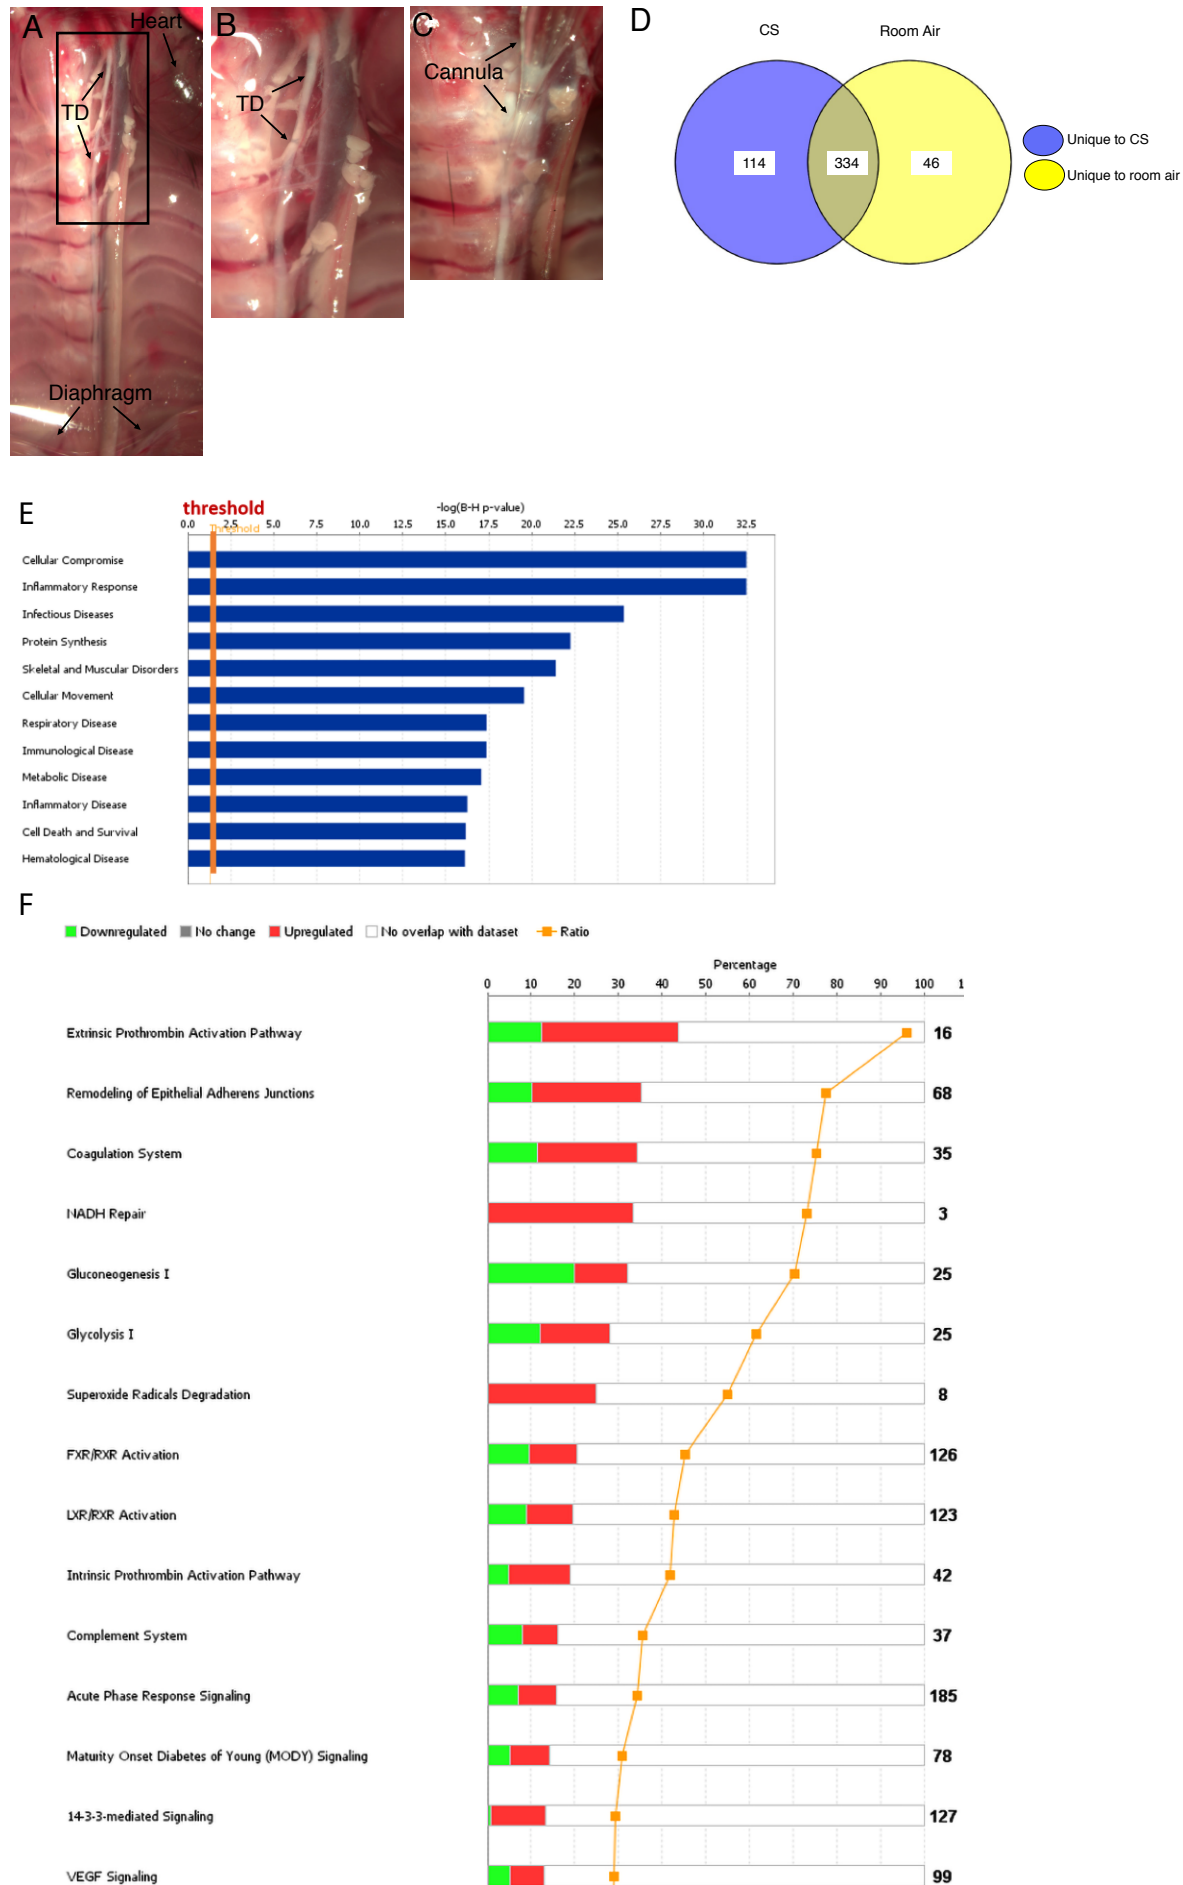 A
Heart
TD
Diaphragm
B
TD
C
Cannula
D
CS
Room Air
114
334
46
Unique to CS
Unique to room air
E
threshold
-log(B-H p-value)
0.0 2.5 5.0 7.5 10.0 12.5 15.0 17.5 20.0 22.5 25.0 27.5 30.0 32.5
Threshold
Cellular Compromise
Inflammatory Response
Infectious Diseases
Protein Synthesis
Skeletal and Muscular Disorders
Cellular Movement
Respiratory Disease
Immunological Disease
Metabolic Disease
Inflammatory Disease
Cell Death and Survival
Hematological Disease
F
Downregulated No change Upregulated No overlap with dataset Ratio
Percentage
0 10 20 30 40 50 60 70 80 90 100 1
Extrinsic Prothrombin Activation Pathway 16
Remodeling of Epithelial Adherens Junctions 68
Coagulation System 35
NADH Repair 3
Gluconeogenesis I 25
Glycolysis I 25
Superoxide Radicals Degradation 8
FXR/RXR Activation 126
LXR/RXR Activation 123
Intrinsic Prothrombin Activation Pathway 42
Complement System 37
Acute Phase Response Signaling 185
Maturity Onset Diabetes of Young (MODY) Signaling 78
14-3-3-mediated Signaling 127
VEGF Signaling 99